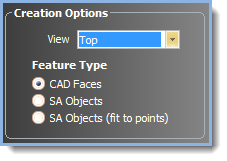 Creation Options
View Top
Feature Type
CAD Faces
SA Objects
SA Objects (fit to points)